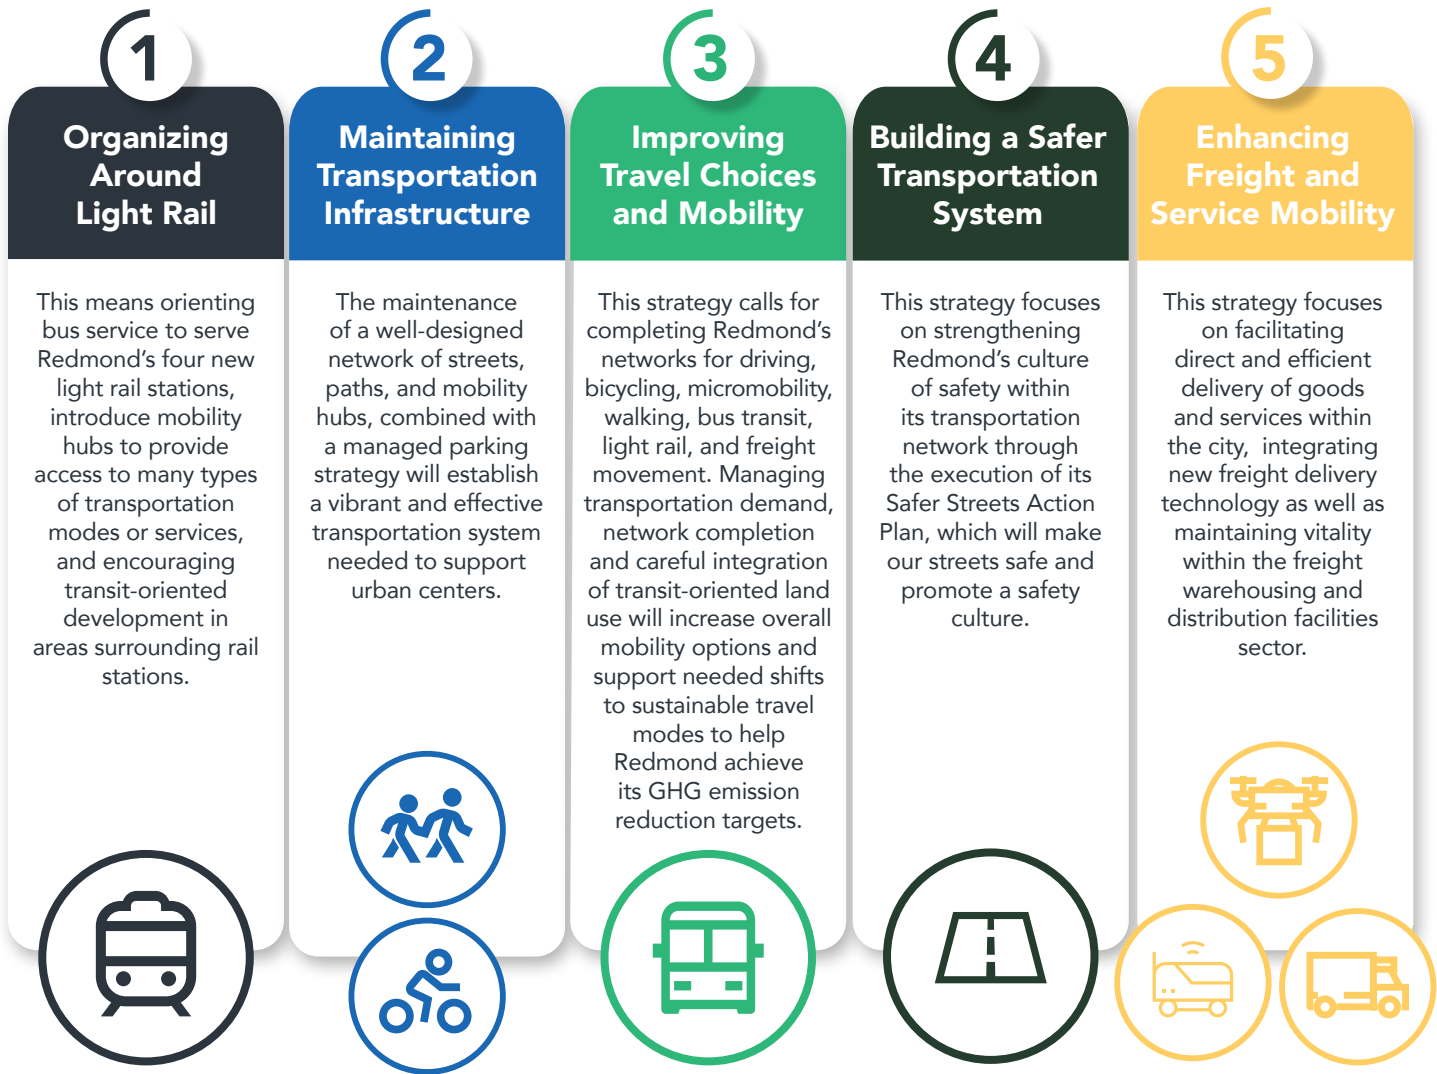 1
Organizing
Around
Light Rail
This means orienting
bus service to serve
Redmond’s four new
light rail stations,
introduce mobility
hubs to provide
access to many types
of transportation
modes or services,
and encouraging
transit-oriented
development in
areas surrounding rail
stations.
2
Maintaining
Transportation
Infrastructure
The maintenance
of a well-designed
network of streets,
paths, and mobility
hubs, combined with
a managed parking
strategy will establish
a vibrant and effective
transportation system
needed to support
urban centers.
3
Improving
Travel Choices
and Mobility
This strategy calls for
completing Redmond’s
networks for driving,
bicycling, micromobility,
walking, bus transit,
light rail, and freight
movement. Managing
transportation demand,
network completion
and careful integration
of transit-oriented land
use will increase overall
mobility options and
support needed shifts
to sustainable travel
modes to help
Redmond achieve
its GHG emission
reduction targets.
4
Building a Safer
Transportation
System
This strategy focuses
on strengthening
Redmond’s culture
of safety within
its transportation
network through
the execution of its
Safer Streets Action
Plan, which will make
our streets safe and
promote a safety
culture.
5
Enhancing
Freight and
Service Mobility
This strategy focuses
on facilitating
direct and efficient
delivery of goods
and services within
the city,  integrating
new freight delivery
technology as well as
maintaining vitality
within the freight
warehousing and
distribution facilities
sector.